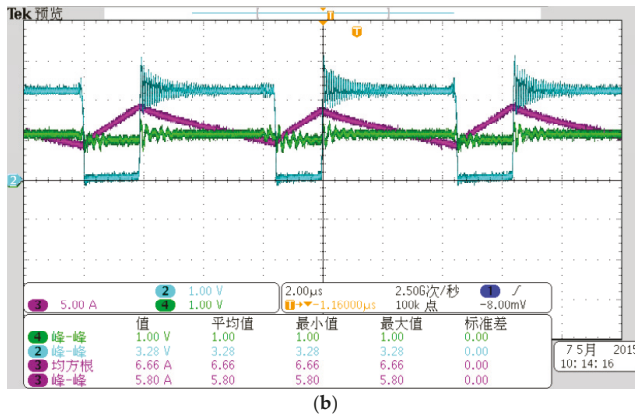 Tek 预览
T
T
2
2 1.00 V
3 5.00 A 4 1.00 V
2.00μs 2.50G次/秒 1 ∫
T→▼-1.16000μs 100k 点 -8.00mV
值 平均值 最小值 最大值 标准差
4 峰-峰 1.00 V 1.00 1.00 1.00 0.00
2 峰-峰 3.28 V 3.28 3.28 3.28 0.00
3 均方根 6.66 A 6.66 6.66 6.66 0.00
3 峰-峰 5.80 A 5.80 5.80 5.80 0.00
7 5月 2015
10:14:16
(b)